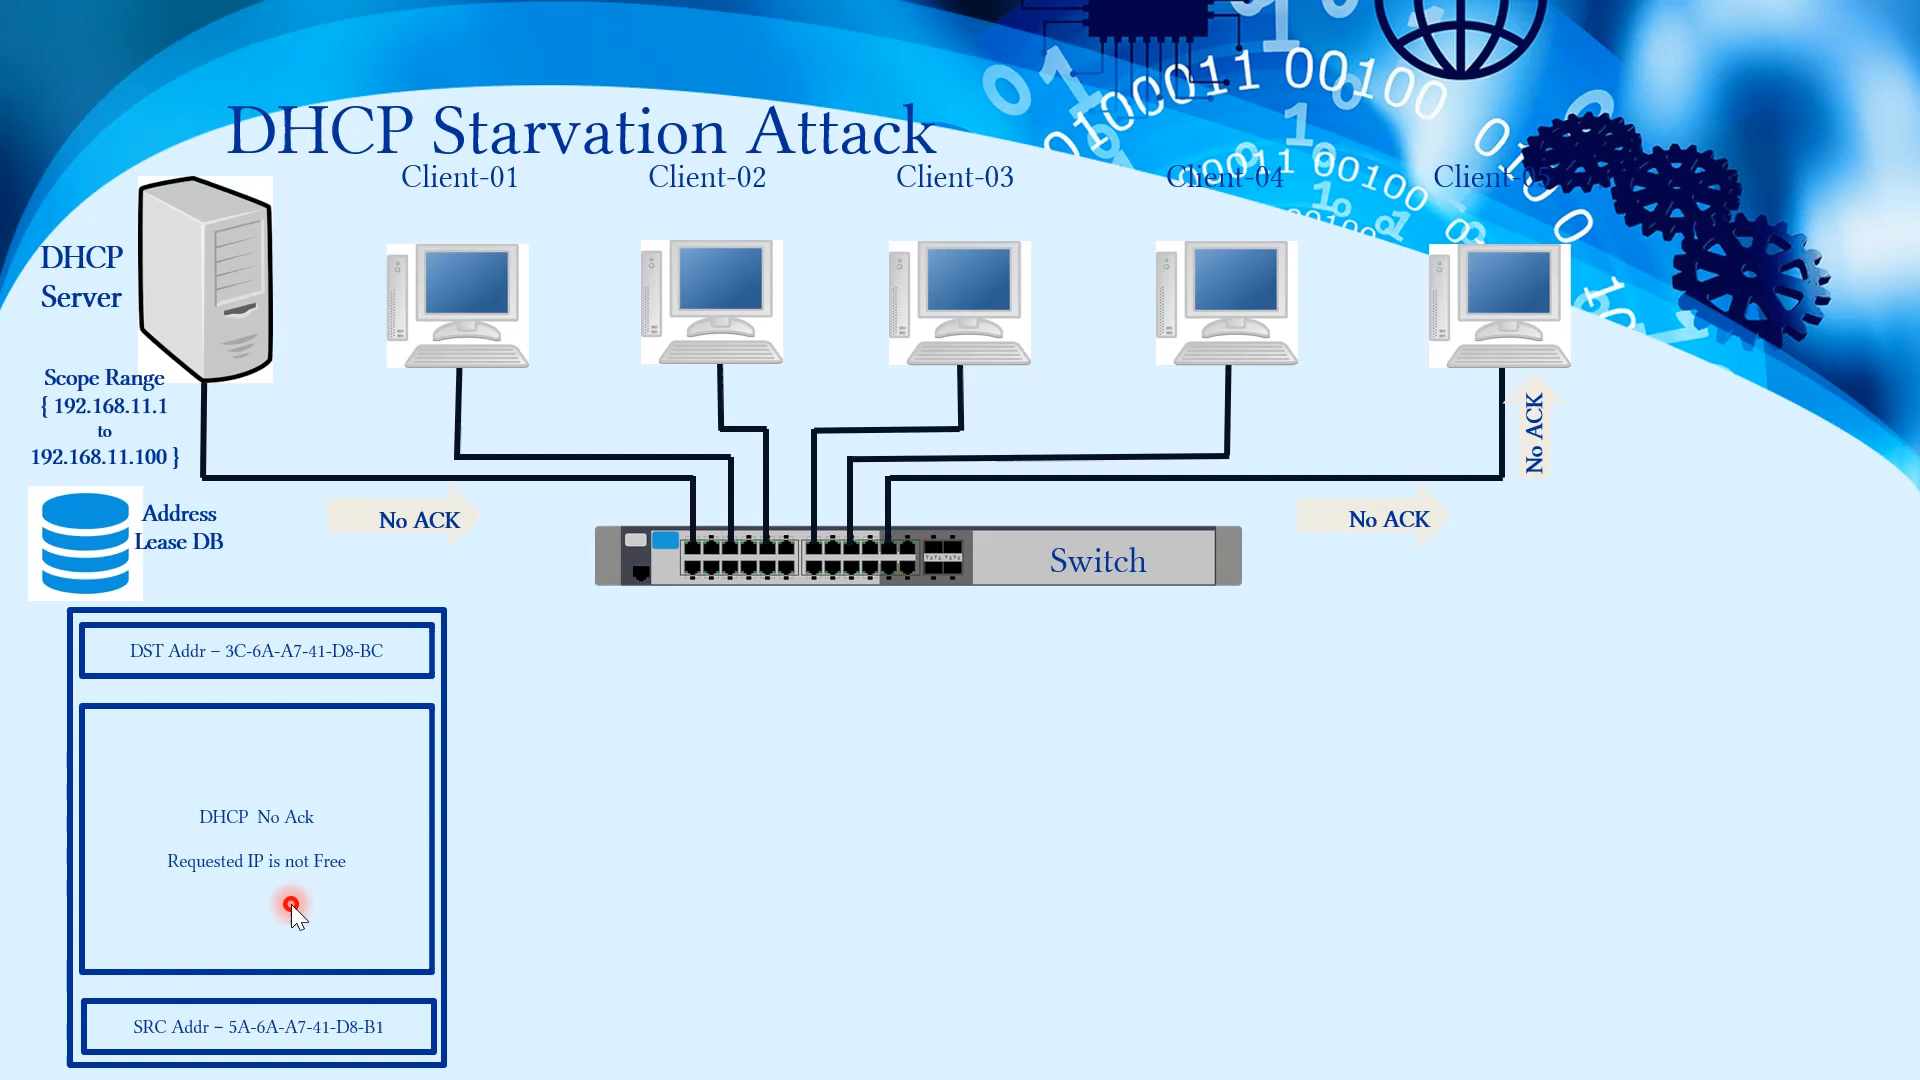 DHCP Starvation Attack
Client-01
Client-02
Client-03
Client-04
Client-05
DHCP
Server
Scope Range
{ 192.168.11.1
to
192.168.11.100 }
Address
Lease DB
No ACK
No ACK
No ACK
Switch
DST Addr – 3C-6A-A7-41-D8-BC
DHCP No Ack
Requested IP is not Free
SRC Addr – 5A-6A-A7-41-D8-B1